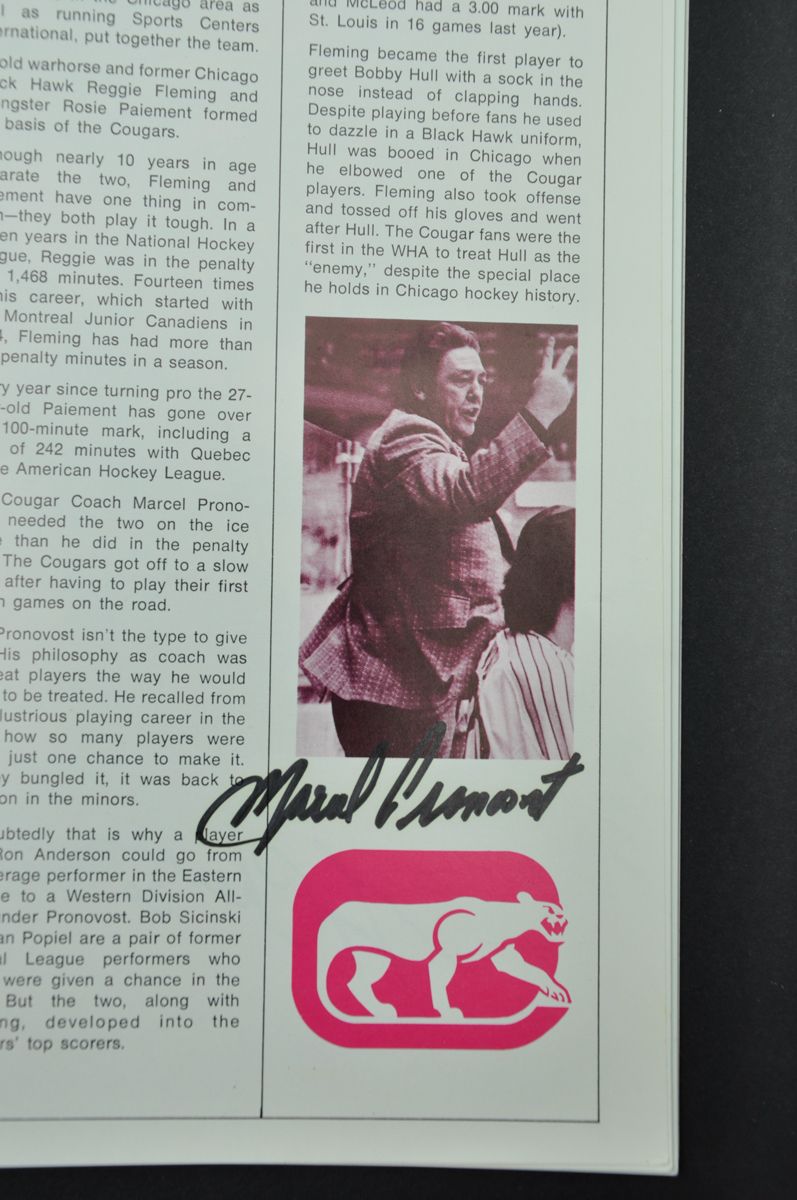 Chicago area as
as running Sports Centers
ernational, put together the team.
old warhorse and former Chicago
ck Hawk Reggie Fleming and
ngster Rosie Paiement formed
basis of the Cougars.
hough nearly 10 years in age
arate the two, Fleming and
ement have one thing in com-
n—they both play it tough. In a
en years in the National Hockey
gue, Reggie was in the penalty
1,468 minutes. Fourteen times
his career, which started with
Montreal Junior Canadiens in
4, Fleming has had more than
penalty minutes in a season.
ry year since turning pro the 27-
-old Paiement has gone over
100-minute mark, including a
of 242 minutes with Quebec
e American Hockey League.
Cougar Coach Marcel Prono-
needed the two on the ice
e than he did in the penalty
The Cougars got off to a slow
after having to play their first
n games on the road.
Pronovost isn't the type to give
His philosophy as coach was
eat players the way he would
to be treated. He recalled from
lustrious playing career in the
how so many players were
just one chance to make it.
ey bungled it, it was back to
on in the minors.
ubtedly that is why a player
Ron Anderson could go from
erage performer in the Eastern
e to a Western Division All-
under Pronovost. Bob Sicinski
an Popiel are a pair of former
al League performers who
were given a chance in the
But the two, along with
ng, developed into the
rs' top scorers.
and McLeod had a 3.00 mark with
St. Louis in 16 games last year).
Fleming became the first player to
greet Bobby Hull with a sock in the
nose instead of clapping hands.
Despite playing before fans he used
to dazzle in a Black Hawk uniform,
Hull was booed in Chicago when
he elbowed one of the Cougar
players. Fleming also took offense
and tossed off his gloves and went
after Hull. The Cougar fans were the
first in the WHA to treat Hull as the
"enemy," despite the special place
he holds in Chicago hockey history.
Marcel Pronovost